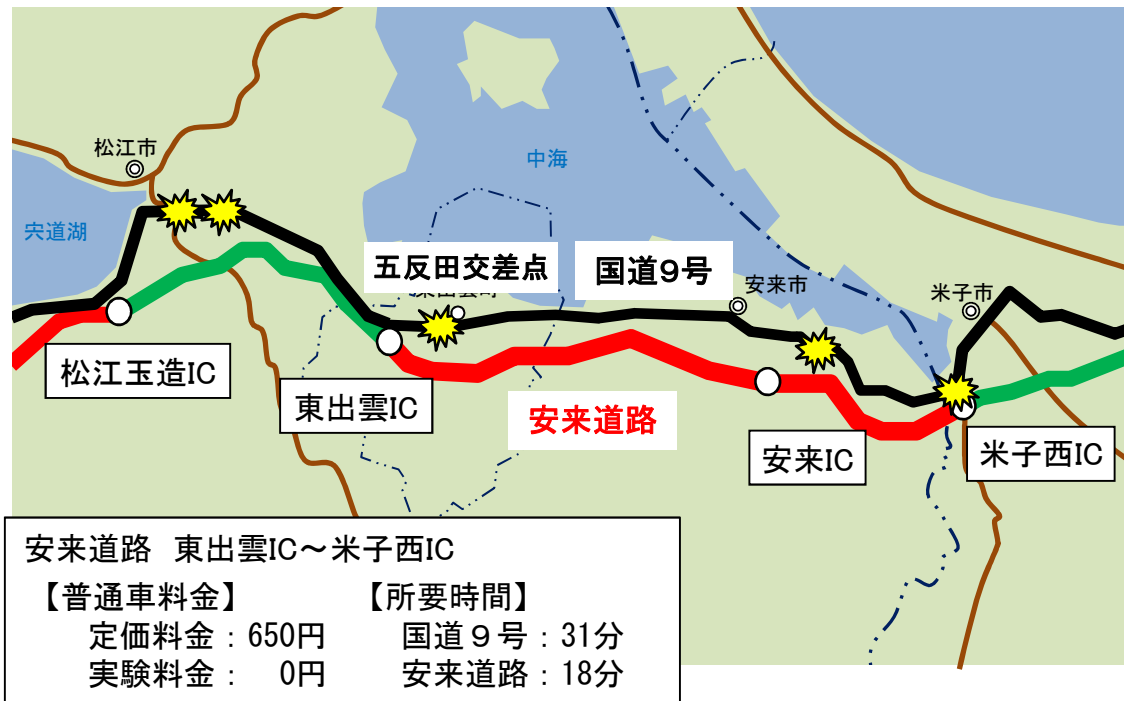 松江市
宍道湖
中海
五反田交差点
国道9号
安来市
米子市
松江玉造IC
東出雲IC
安来道路
安来IC
米子西IC
安来道路 東出雲IC～米子西IC
【普通車料金】 【所要時間】
定価料金：650円 国道９号：31分
実験料金： 0円 安来道路：18分